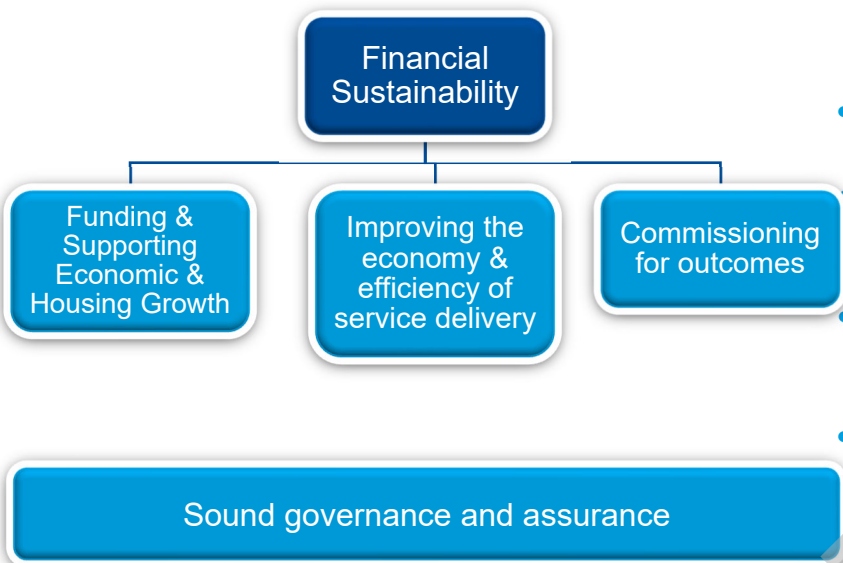 Financial
Sustainability
Funding &
Supporting
Economic &
Housing Growth
Improving the
economy &
efficiency of
service delivery
Commissioning
for outcomes
Sound governance and assurance